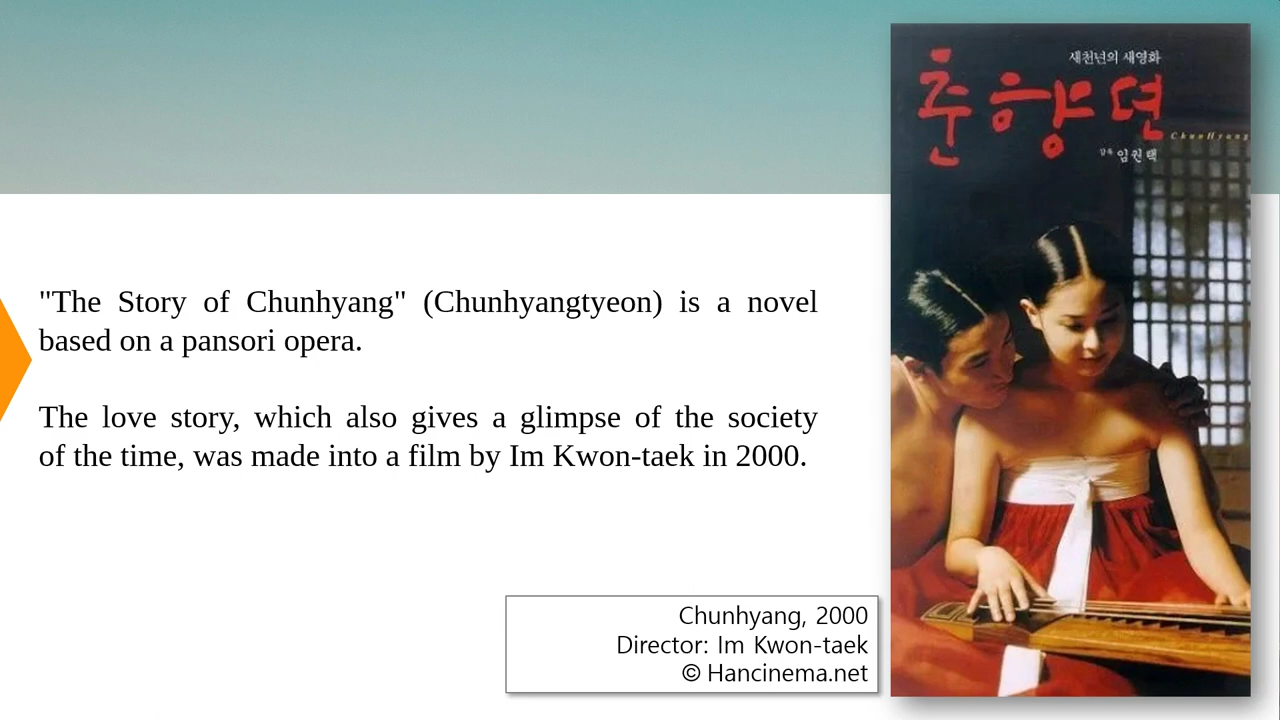 "The Story of Chunhyang" (Chunhyangtyeon) is a novel
based on a pansori opera.
The love story, which also gives a glimpse of the society
of the time, was made into a film by Im Kwon-taek in 2000.
Chunhyang, 2000
Director: Im Kwon-taek
© Hancinema.net
새천년의 새영화
춘향뎐
ChunHyang
감독 임권택